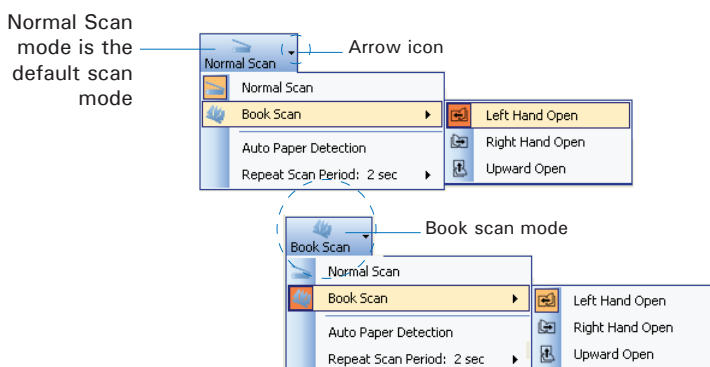 Normal Scan
mode is the
default scan
mode
Arrow icon
Normal Scan
Normal Scan
Book Scan
Auto Paper Detection
Repeat Scan Period: 2 sec
Left Hand Open
Right Hand Open
Upward Open
Book scan mode
Book Scan
Normal Scan
Book Scan
Auto Paper Detection
Repeat Scan Period: 2 sec
Left Hand Open
Right Hand Open
Upward Open